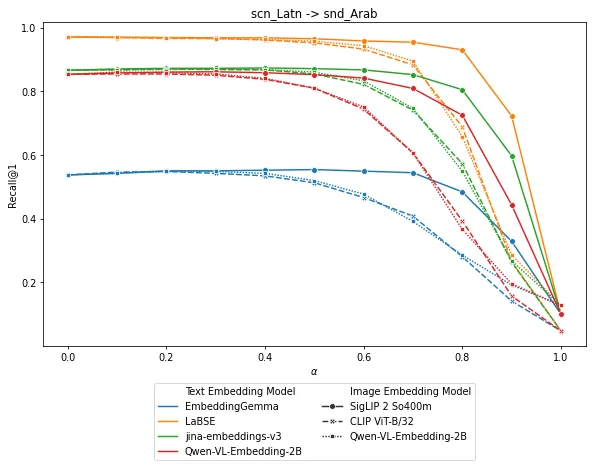 scn_Latn -> snd_Arab
Recall@1
1.0
0.8
0.6
0.4
0.2
0.0 0.2 0.4 0.6 0.8 1.0
α
Text Embedding Model Image Embedding Model
EmbeddingGemma SigLIP 2 So400m
LaBSE CLIP ViT-B/32
jina-embeddings-v3 Qwen-VL-Embedding-2B
Qwen-VL-Embedding-2B